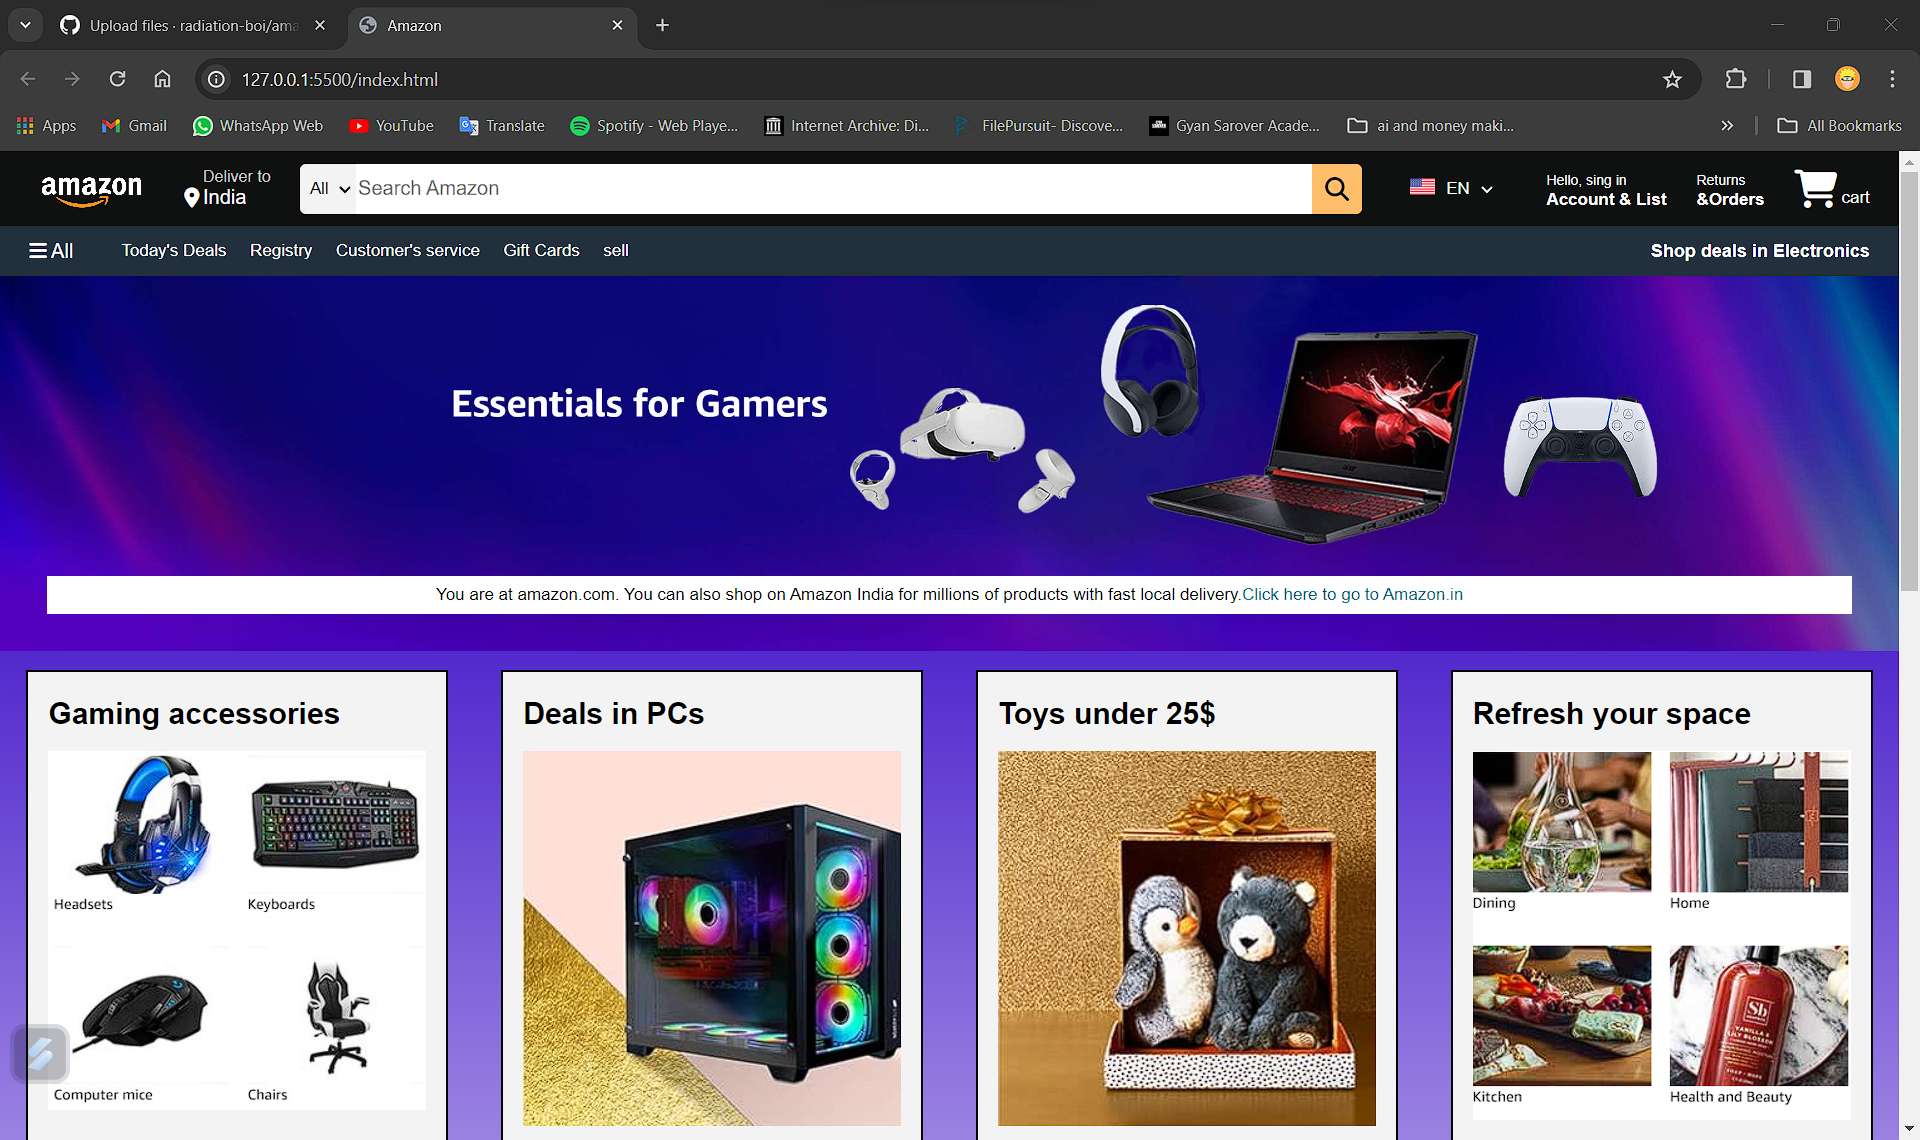 Upload files · radiation-boi/ama
Amazon
127.0.0.1:5500/index.html
Apps
Gmail
WhatsApp Web
YouTube
Translate
Spotify - Web Playe...
Internet Archive: Di...
FilePursuit- Discove...
Gyan Sarover Acade...
ai and money maki...
All Bookmarks
amazon
Deliver to
India
All
Search Amazon
EN
Hello, sing in
Account & List
Returns
&Orders
cart
All
Today's Deals
Registry
Customer's service
Gift Cards
sell
Shop deals in Electronics
Essentials for Gamers
You are at amazon.com. You can also shop on Amazon India for millions of products with fast local delivery.Click here to go to Amazon.in
Gaming accessories
Headsets
Keyboards
Computer mice
Chairs
Deals in PCs
Toys under 25$
Refresh your space
Dining
Home
Kitchen
Sb
VANILLA &
LILY BLOSSOM
Health and Beauty